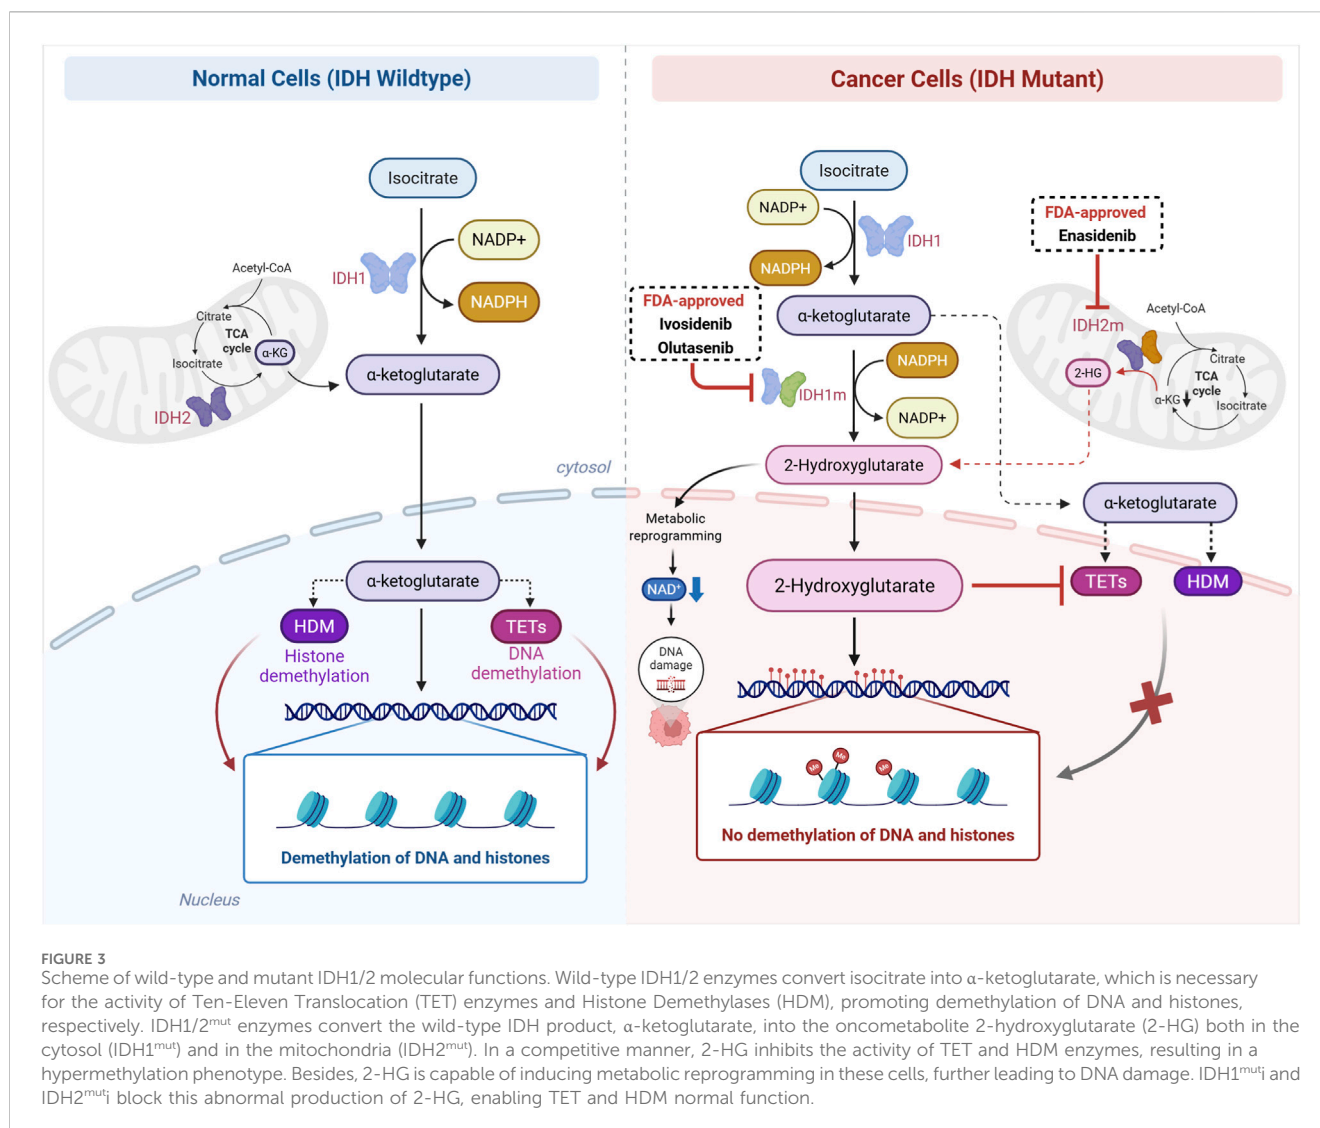 Normal Cells (IDH Wildtype)
Isocitrate
NADP+
IDH1
NADPH
Acetyl-CoA
Citrate
TCA
cycle
α-KG
Isocitrate
IDH2
α-ketoglutarate
cytosol
α-ketoglutarate
HDM
Histone
demethylation
TETs
DNA
demethylation
Demethylation of DNA and histones
Nucleus
Cancer Cells (IDH Mutant)
Isocitrate
NADP+
IDH1
NADPH
FDA-approved
Ivosidenib
Olutasenib
α-ketoglutarate
NADPH
IDH1m
NADP+
2-Hydroxyglutarate
FDA-approved
Enasidenib
IDH2m
Acetyl-CoA
Citrate
2-HG
TCA
cycle
α-KG
Isocitrate
Metabolic
reprogramming
NAD+
DNA
damage
2-Hydroxyglutarate
α-ketoglutarate
TETs
HDM
Me
Me
Me
No demethylation of DNA and histones
FIGURE 3
Scheme of wild-type and mutant IDH1/2 molecular functions. Wild-type IDH1/2 enzymes convert isocitrate into α-ketoglutarate, which is necessary
for the activity of Ten-Eleven Translocation (TET) enzymes and Histone Demethylases (HDM), promoting demethylation of DNA and histones,
respectively. IDH1/2mut enzymes convert the wild-type IDH product, α-ketoglutarate, into the oncometabolite 2-hydroxyglutarate (2-HG) both in the
cytosol (IDH1mut) and in the mitochondria (IDH2mut). In a competitive manner, 2-HG inhibits the activity of TET and HDM enzymes, resulting in a
hypermethylation phenotype. Besides, 2-HG is capable of inducing metabolic reprogramming in these cells, further leading to DNA damage. IDH1muti and
IDH2muti block this abnormal production of 2-HG, enabling TET and HDM normal function.